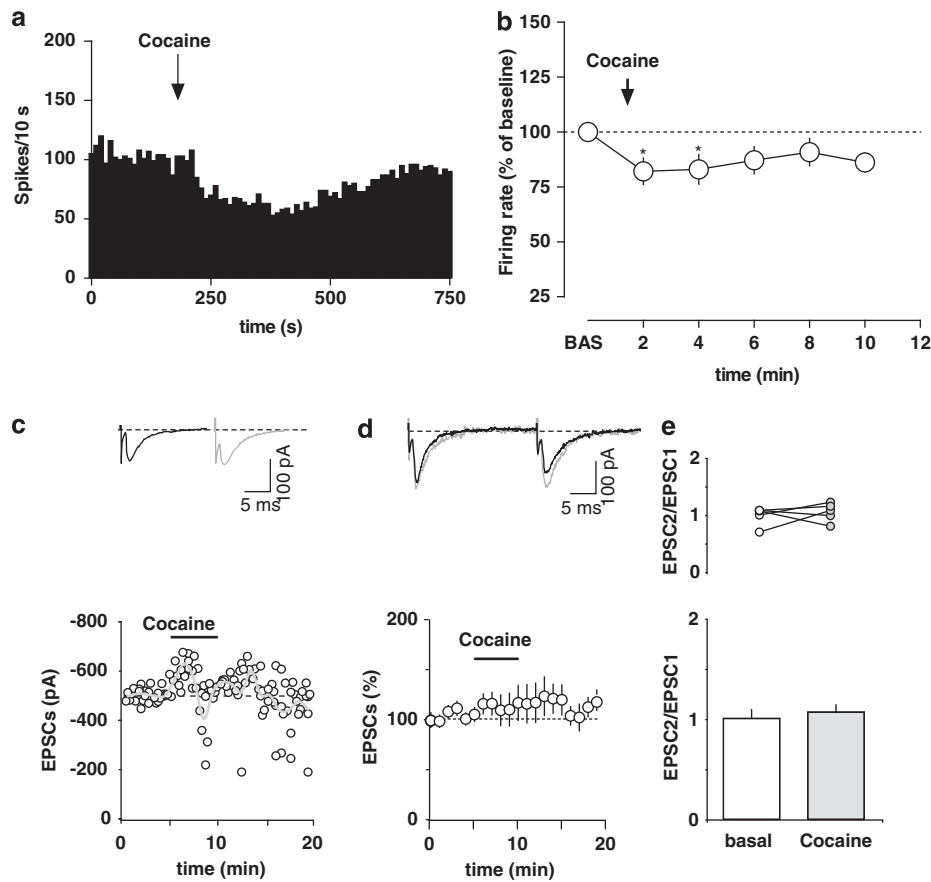 a
200
150
100
50
0
Spikes/10 s
Cocaine
0
250
500
750
time (s)
b
150
125
100
75
50
25
Firing rate (% of baseline)
Cocaine
*
*
BAS
2
4
6
8
10
12
time (min)
c
100 pA
5 ms
-800
-600
-400
-200
0
EPSCs (pA)
Cocaine
0
10
20
time (min)
d
100 pA
5 ms
200
100
0
EPSCs (%)
Cocaine
0
10
20
time (min)
e
2
1
0
EPSC2/EPSC1
2
1
0
EPSC2/EPSC1
basal
Cocaine